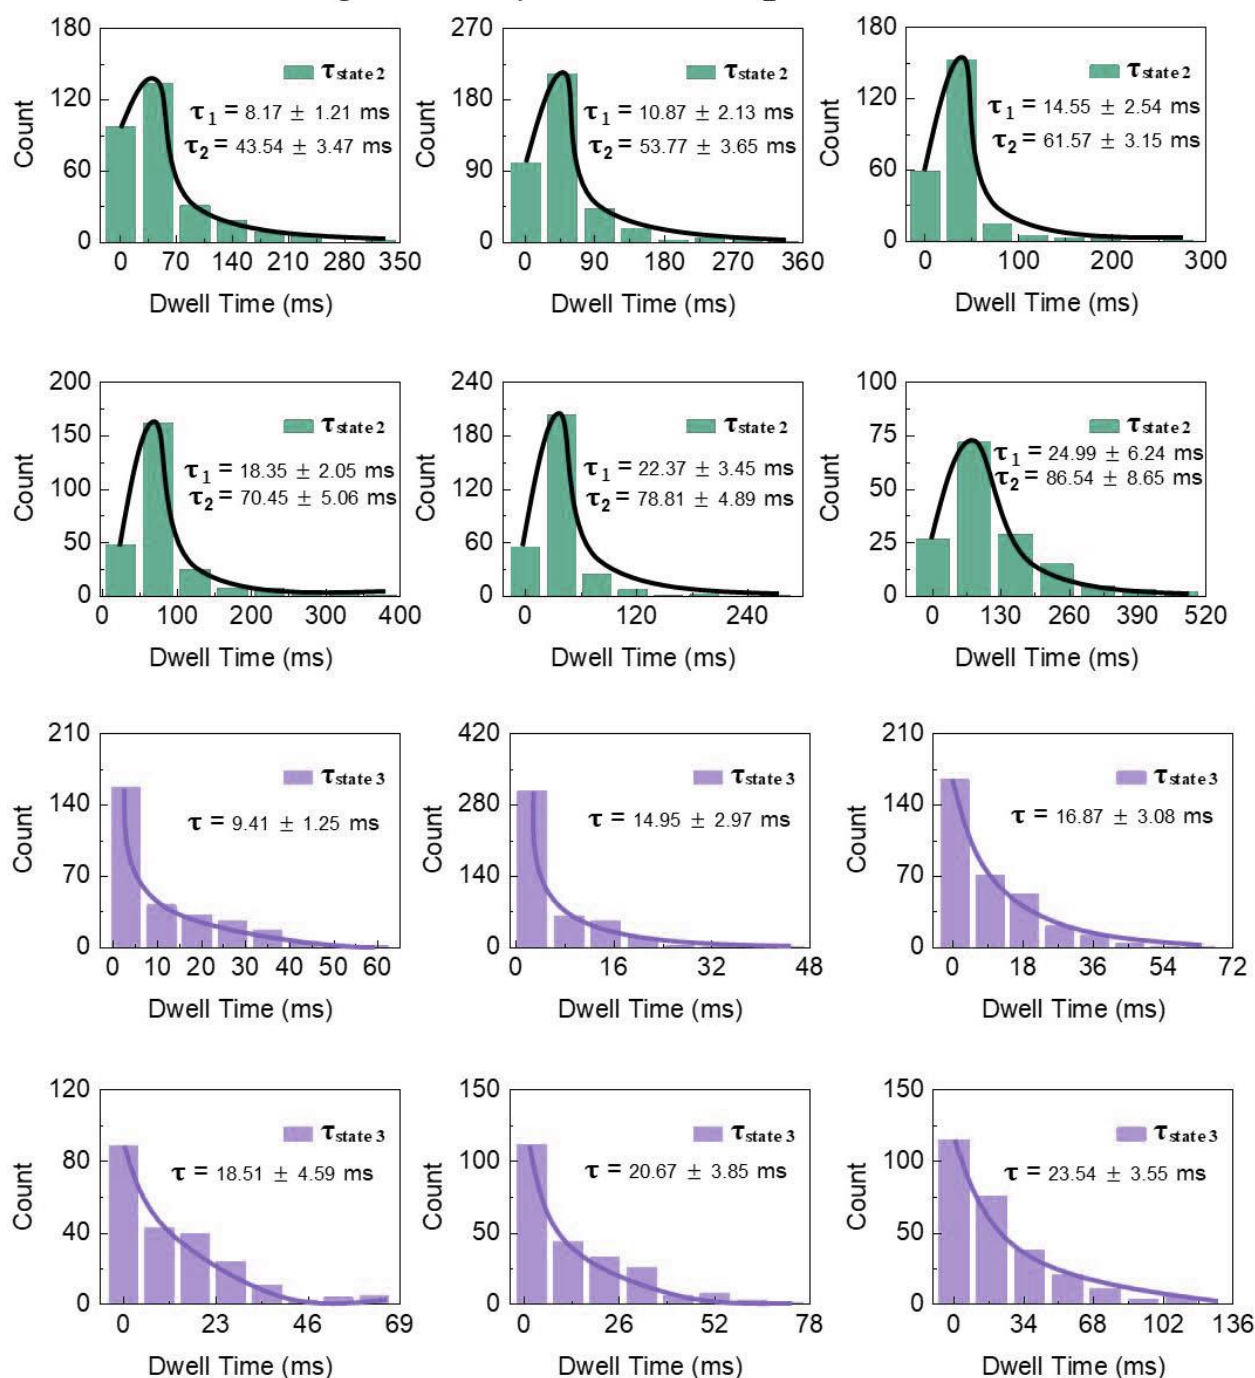 180
120
60
0
Count
τstate 2
τ1 = 8.17 ± 1.21 ms
τ2 = 43.54 ± 3.47 ms
0 70 140 210 280 350
Dwell Time (ms)
270
180
90
0
Count
τstate 2
τ1 = 10.87 ± 2.13 ms
τ2 = 53.77 ± 3.65 ms
0 90 180 270 360
Dwell Time (ms)
180
120
60
0
Count
τstate 2
τ1 = 14.55 ± 2.54 ms
τ2 = 61.57 ± 3.15 ms
0 100 200 300
Dwell Time (ms)
200
150
100
50
0
Count
τstate 2
τ1 = 18.35 ± 2.05 ms
τ2 = 70.45 ± 5.06 ms
0 100 200 300 400
Dwell Time (ms)
240
180
120
60
0
Count
τstate 2
τ1 = 22.37 ± 3.45 ms
τ2 = 78.81 ± 4.89 ms
0 120 240
Dwell Time (ms)
100
75
50
25
0
Count
τstate 2
τ1 = 24.99 ± 6.24 ms
τ2 = 86.54 ± 8.65 ms
0 130 260 390 520
Dwell Time (ms)
210
140
70
0
Count
τstate 3
τ = 9.41 ± 1.25 ms
0 10 20 30 40 50 60
Dwell Time (ms)
420
280
140
0
Count
τstate 3
τ = 14.95 ± 2.97 ms
0 16 32 48
Dwell Time (ms)
210
140
70
0
Count
τstate 3
τ = 16.87 ± 3.08 ms
0 18 36 54 72
Dwell Time (ms)
120
80
40
0
Count
τstate 3
τ = 18.51 ± 4.59 ms
0 23 46 69
Dwell Time (ms)
150
100
50
0
Count
τstate 3
τ = 20.67 ± 3.85 ms
0 26 52 78
Dwell Time (ms)
150
100
50
0
Count
τstate 3
τ = 23.54 ± 3.55 ms
0 34 68 102 136
Dwell Time (ms)